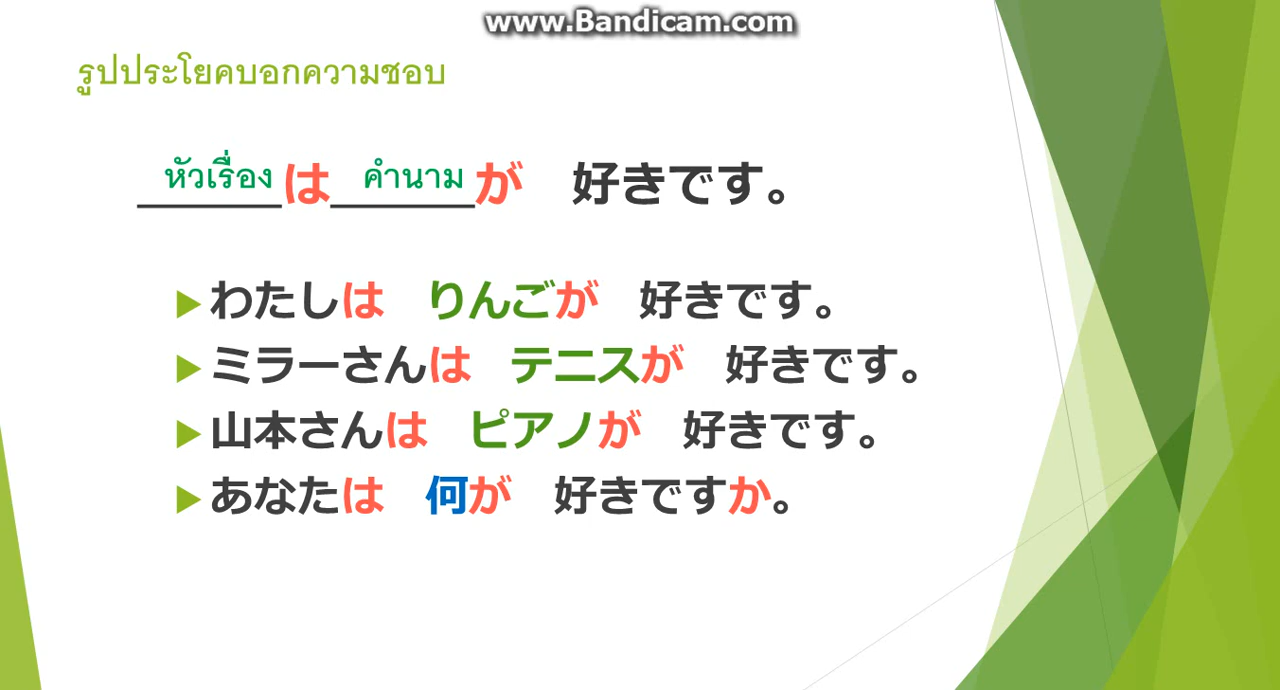 www.Bandicam.com
รูปประโยคบอกความชอบ
หัวเรื่อง は คำนาม が　好きです。
わたしは　りんごが　好きです。
ミラーさんは　テニスが　好きです。
山本さんは　ピアノが　好きです。
あなたは　何が　好きですか。